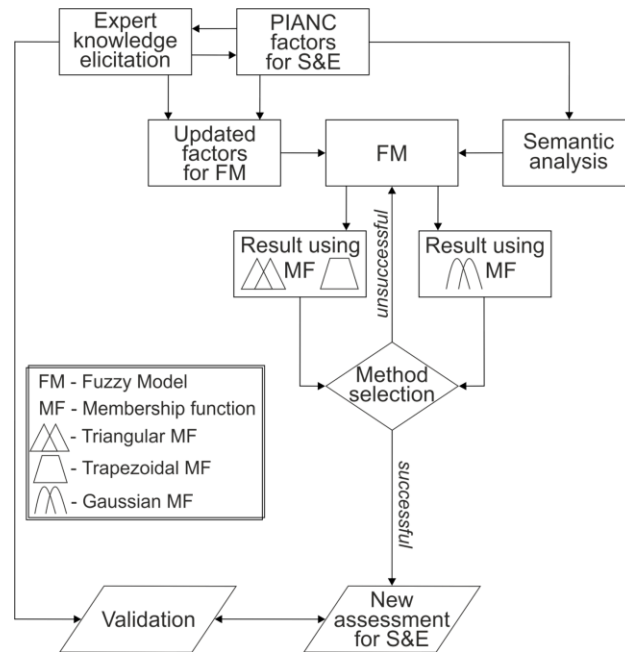 Expert
knowledge
elicitation
PIANC
factors
for S&E
Updated
factors
for FM
FM
Semantic
analysis
Result using
MF
Result using
MF
unsuccessful
Method
selection
FM - Fuzzy Model
MF - Membership function
- Triangular MF
- Trapezoidal MF
- Gaussian MF
successful
Validation
New
assessment
for S&E